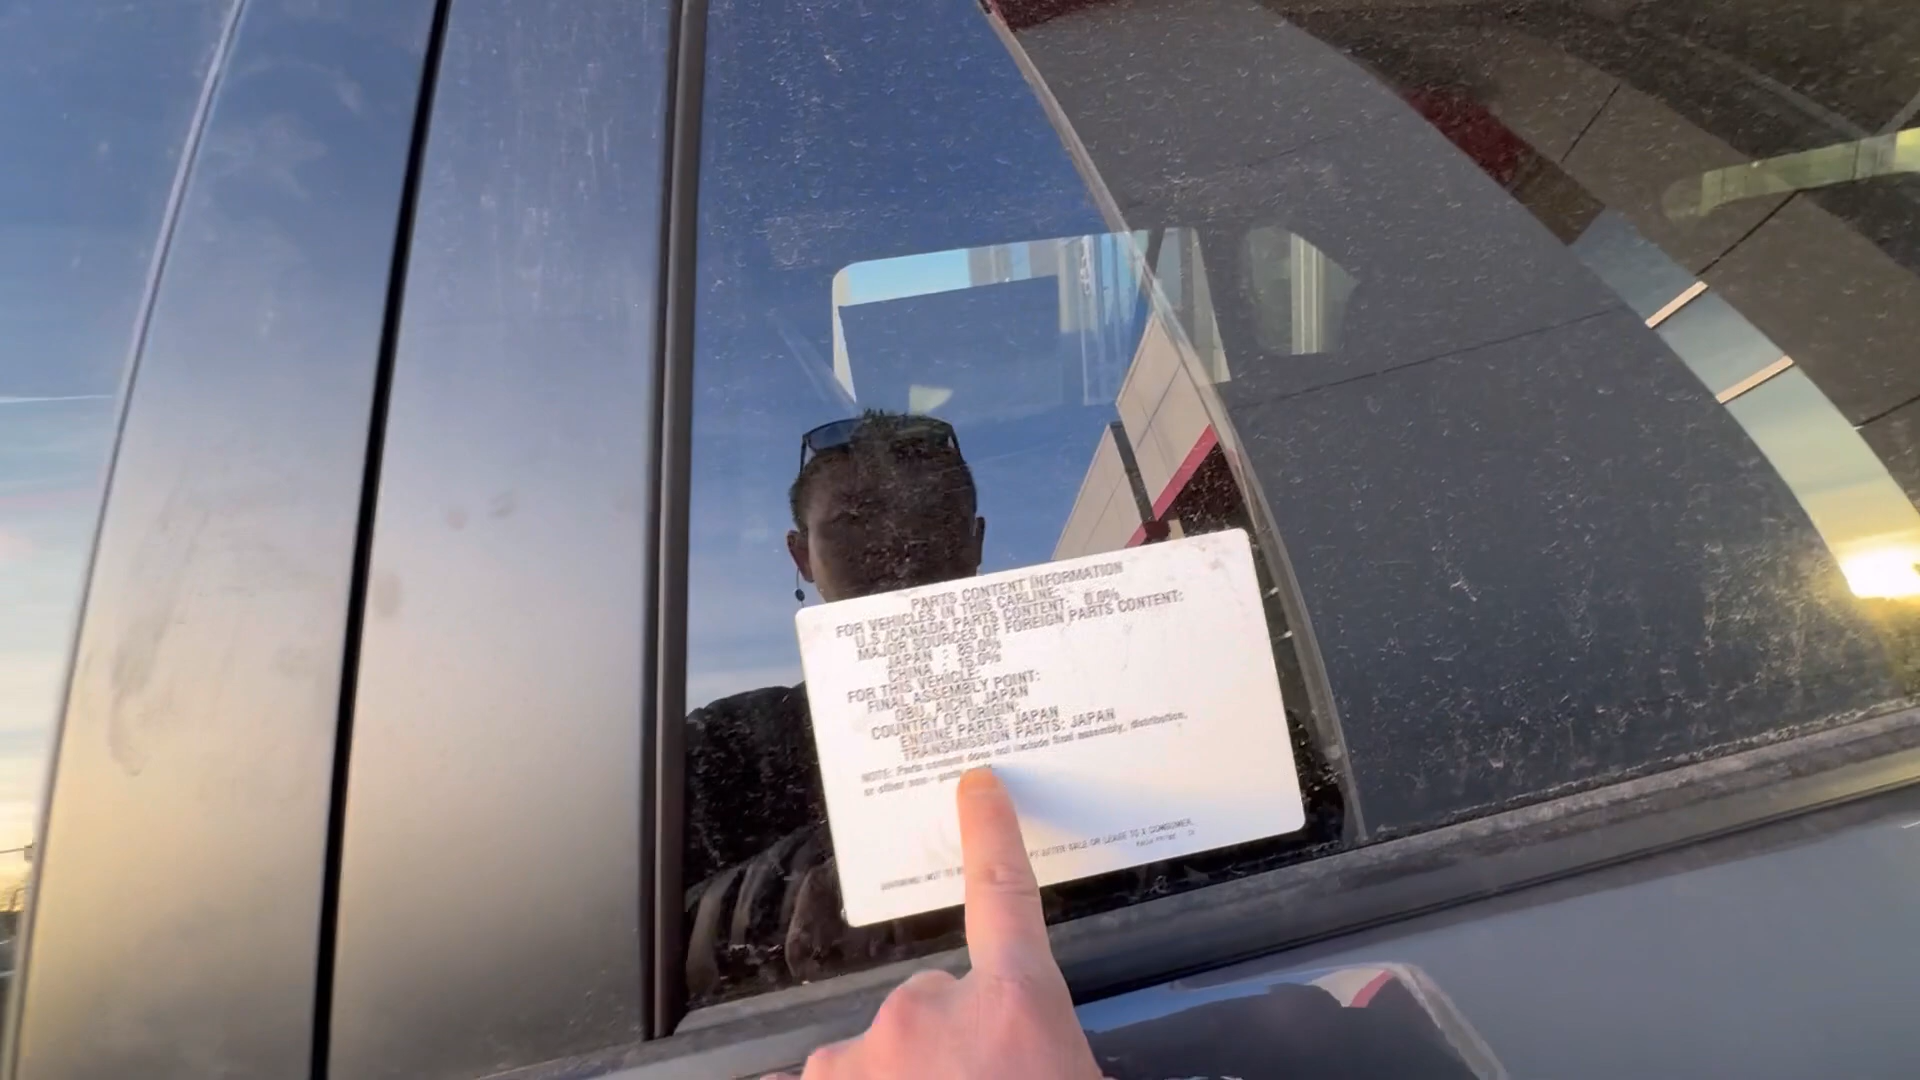 PARTS CONTENT INFORMATION
FOR VEHICLES IN THIS CARLINE:
U.S./CANADA PARTS CONTENT: 0.0%
MAJOR SOURCES OF FOREIGN PARTS CONTENT:
JAPAN : 85.0%
CHINA : 15.0%
FOR THIS VEHICLE:
FINAL ASSEMBLY POINT:
OBU, AICHI, JAPAN
COUNTRY OF ORIGIN:
ENGINE PARTS: JAPAN
TRANSMISSION PARTS: JAPAN
NOTE: Parts content does not include final assembly, distribution,
or other non-parts
AFTER SALE OR LEASE TO A CONSUMER.